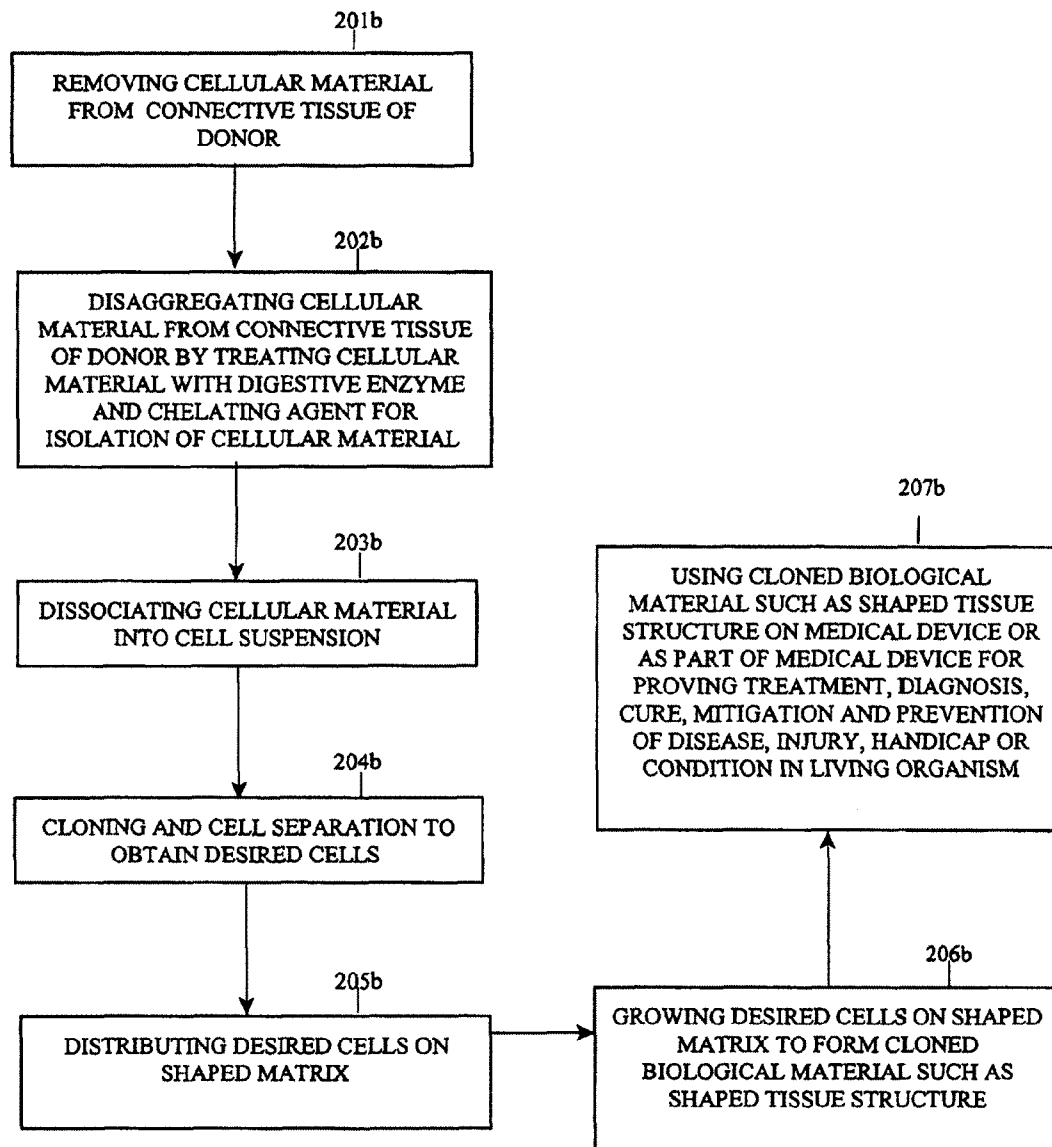 201b
REMOVING CELLULAR MATERIAL
FROM CONNECTIVE TISSUE OF
DONOR
202b
DISAGGREGATING CELLULAR
MATERIAL FROM CONNECTIVE TISSUE
OF DONOR BY TREATING CELLULAR
MATERIAL WITH DIGESTIVE ENZYME
AND CHELATING AGENT FOR
ISOLATION OF CELLULAR MATERIAL
203b
DISSOCIATING CELLULAR MATERIAL
INTO CELL SUSPENSION
204b
CLONING AND CELL SEPARATION TO
OBTAIN DESIRED CELLS
205b
DISTRIBUTING DESIRED CELLS ON
SHAPED MATRIX
206b
GROWING DESIRED CELLS ON SHAPED
MATRIX TO FORM CLONED
BIOLOGICAL MATERIAL SUCH AS
SHAPED TISSUE STRUCTURE
207b
USING CLONED BIOLOGICAL
MATERIAL SUCH AS SHAPED TISSUE
STRUCTURE ON MEDICAL DEVICE OR
AS PART OF MEDICAL DEVICE FOR
PROVING TREATMENT, DIAGNOSIS,
CURE, MITIGATION AND PREVENTION
OF DISEASE, INJURY, HANDICAP OR
CONDITION IN LIVING ORGANISM